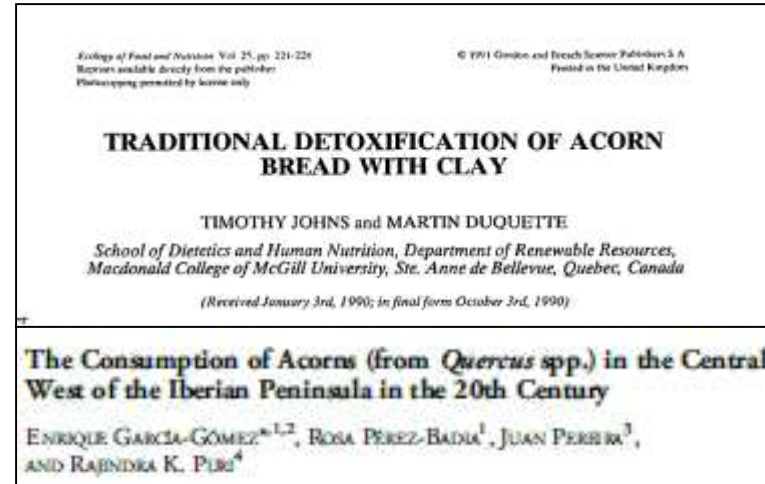 Ecology of Food and Nutrition Vol. 25, pp. 221-228
Reprints available directly from the publisher
Photocopying permitted by license only
© 1991 Gordon and Breach Science Publishers S.A
Printed in the United Kingdom
TRADITIONAL DETOXIFICATION OF ACORN
BREAD WITH CLAY
TIMOTHY JOHNS and MARTIN DUQUETTE
School of Dietetics and Human Nutrition, Department of Renewable Resources,
Macdonald College of McGill University, Ste. Anne de Bellevue, Quebec, Canada
(Received January 3rd, 1990; in final form October 3rd, 1990)
The Consumption of Acorns (from Quercus spp.) in the Central
West of the Iberian Peninsula in the 20th Century
ENRIQUE GARCÍA-GÓMEZ*,1,2, ROSA PÉREZ-BADIA1, JUAN PEREIRA3,
AND RAJINDRA K. PURI4